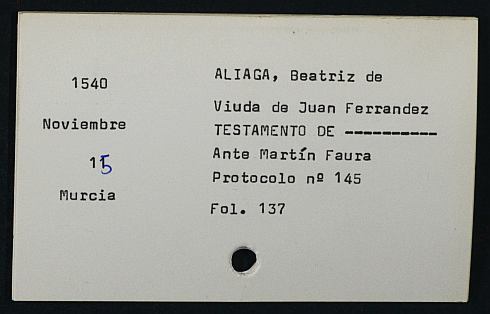 1540
Noviembre
15
Murcia
ALIAGA, Beatriz de
Viuda de Juan Ferrandez
TESTAMENTO DE ----------
Ante Martín Faura
Protocolo nº 145
Fol. 137